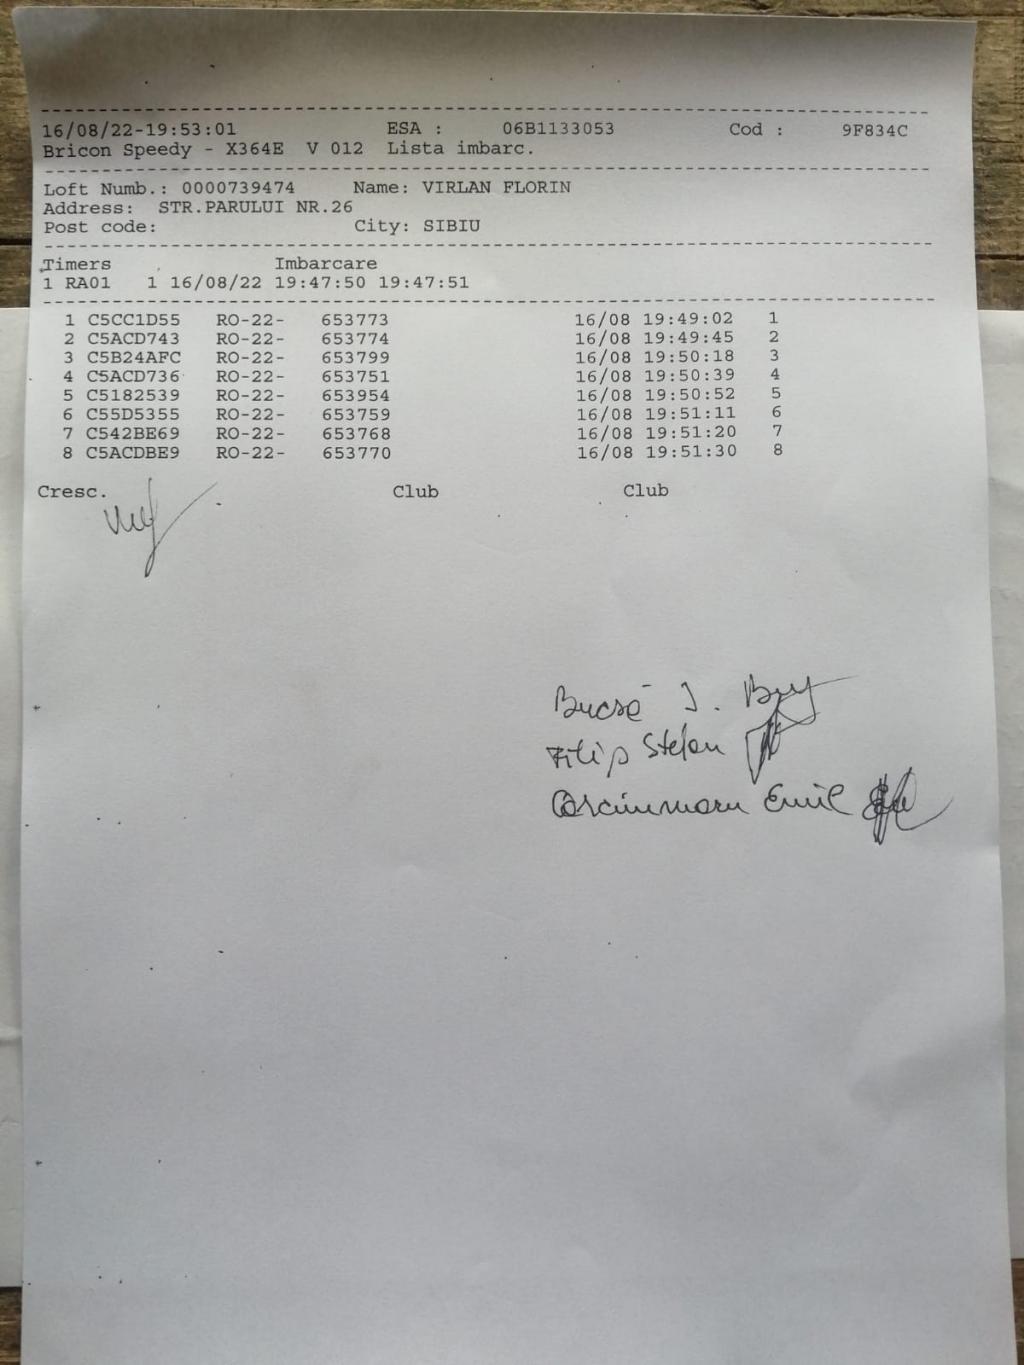 16/08/22-19:53:01 ESA : 06B1133053 Cod : 9F834C
Bricon Speedy - X364E V 012 Lista imbarc.
Loft Numb.: 0000739474 Name: VIRLAN FLORIN
Address: STR.PARULUI NR.26
Post code: City: SIBIU
Timers Imbarcare
1 RA01 1 16/08/22 19:47:50 19:47:51
1 C5CC1D55 RO-22- 653773 16/08 19:49:02 1
2 C5ACD743 RO-22- 653774 16/08 19:49:45 2
3 C5B24AFC RO-22- 653799 16/08 19:50:18 3
4 C5ACD736 RO-22- 653751 16/08 19:50:39 4
5 C5182539 RO-22- 653954 16/08 19:50:52 5
6 C55D5355 RO-22- 653759 16/08 19:51:11 6
7 C542BE69 RO-22- 653768 16/08 19:51:20 7
8 C5ACDBE9 RO-22- 653770 16/08 19:51:30 8
Cresc. Club Club
J.
Filip Stefan
Emil